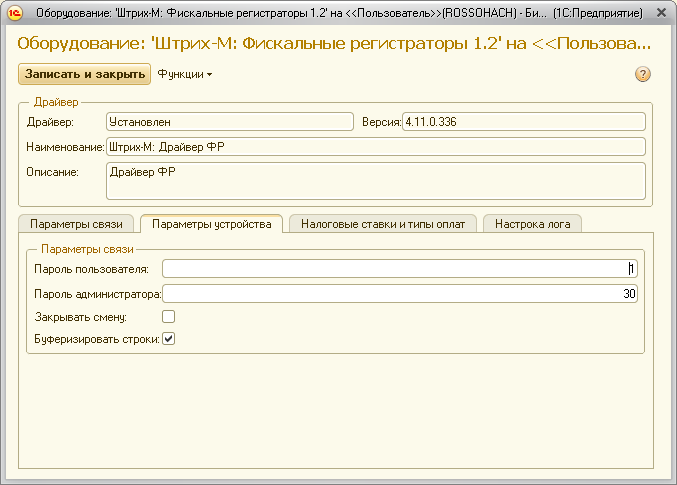 Оборудование: 'Штрих-М: Фискальные регистраторы 1.2' на <<Пользователь>>(ROSSOHACH) - Би... (1С:Предприятие)
Оборудование: 'Штрих-М: Фискальные регистраторы 1.2' на <<Пользова...
Записать и закрыть Функции
Драйвер
Драйвер: Установлен Версия: 4.11.0.336
Наименование: Штрих-М: Драйвер ФР
Описание: Драйвер ФР
Параметры связи Параметры устройства Налоговые ставки и типы оплат Настрока лога
Параметры связи
Пароль пользователя: 1
Пароль администратора: 30
Закрывать смену:
Буферизировать строки: